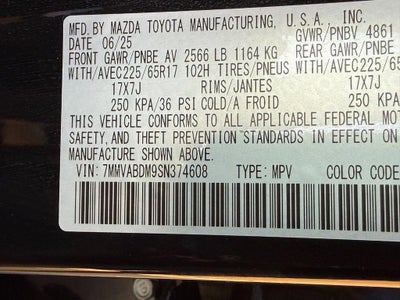 MFD. BY MAZDA TOYOTA MANUFACTURING, U.S.A., INC.
DATE 06/25 GVWR/PNBV 4861
FRONT GAWR/PNBE AV 2566 LB 1164 KG REAR GAWR/PNBE
WITH/AVEC225/65R17 102H TIRES/PNEUS WITH/AVEC225/65
17X7J RIMS/JANTES 17X7J
250 KPA/36 PSI COLD/A FROID 250 KPA/
THIS VEHICLE CONFORMS TO ALL APPLICABLE FEDERAL MOT
SAFETY, AND THEFT PREVENTION STANDARDS IN EFFECT ON
MANUFACTURE SHOWN ABOVE.
VIN: 7MMVABDM9SN374608 TYPE: MPV COLOR CODE